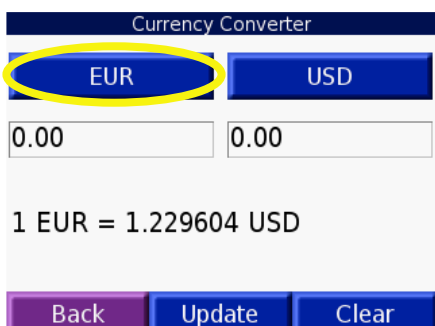 Currency Converter
EUR USD
0.00 0.00
1 EUR = 1.229604 USD
Back Update Clear